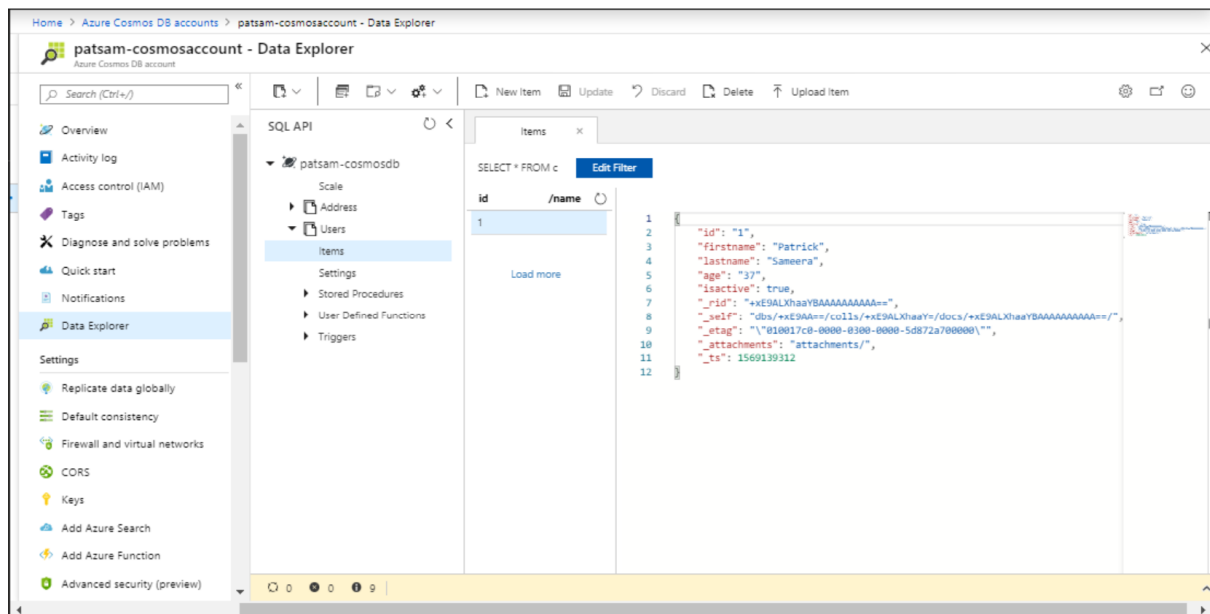 Home > Azure Cosmos DB accounts > patsam-cosmosaccount - Data Explorer
patsam-cosmosaccount - Data Explorer
Azure Cosmos DB account
Search (Ctrl+/)
Overview
Activity log
Access control (IAM)
Tags
Diagnose and solve problems
Quick start
Notifications
Data Explorer
Settings
Replicate data globally
Default consistency
Firewall and virtual networks
CORS
Keys
Add Azure Search
Add Azure Function
Advanced security (preview)
New Item Update Discard Delete Upload Item
SQL API
patsam-cosmosdb
Scale
Address
Users
Items
Settings
Stored Procedures
User Defined Functions
Triggers
Items
SELECT * FROM c Edit Filter
id /name
1
Load more
1 {
2 "id": "1",
3 "firstname": "Patrick",
4 "lastname": "Sameera",
5 "age": "37",
6 "isactive": true,
7 "_rid": "+xE9ALXhaaYBAAAAAAAAAA==",
8 "_self": "dbs/+xE9AA==/colls/+xE9ALXhaaY=/docs/+xE9ALXhaaYBAAAAAAAAAA==/",
9 "_etag": "\"010017c0-0000-0300-0000-5d872a700000\"",
10 "_attachments": "attachments/",
11 "_ts": 1569139312
12 }
0 0 9